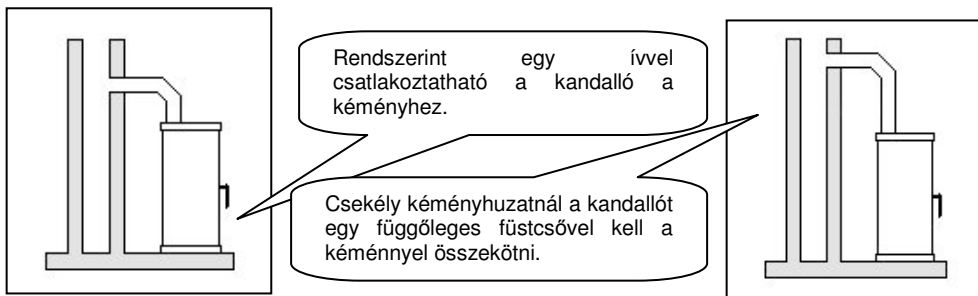 Rendszerint egy ívvel
csatlakoztatható a kandalló a
kéményhez.
Csekély kéményhuzatnál a kandallót
egy függőleges füstcsővel kell a
kéménnyel összekötni.